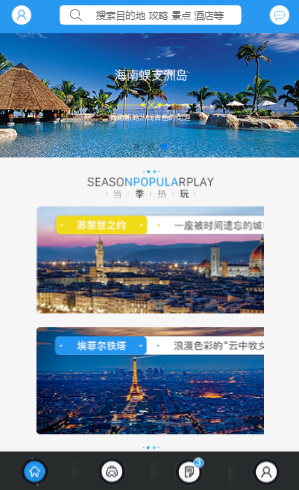 搜索目的地 攻略 景点 酒店等
海南蜈支洲岛
SEASONPOPULARPLAY
· 当 · 季 · 热 · 玩 ·
苏黎世之约
一座被时间遗忘的城
埃菲尔铁塔
浪漫色彩的“云中牧女
3